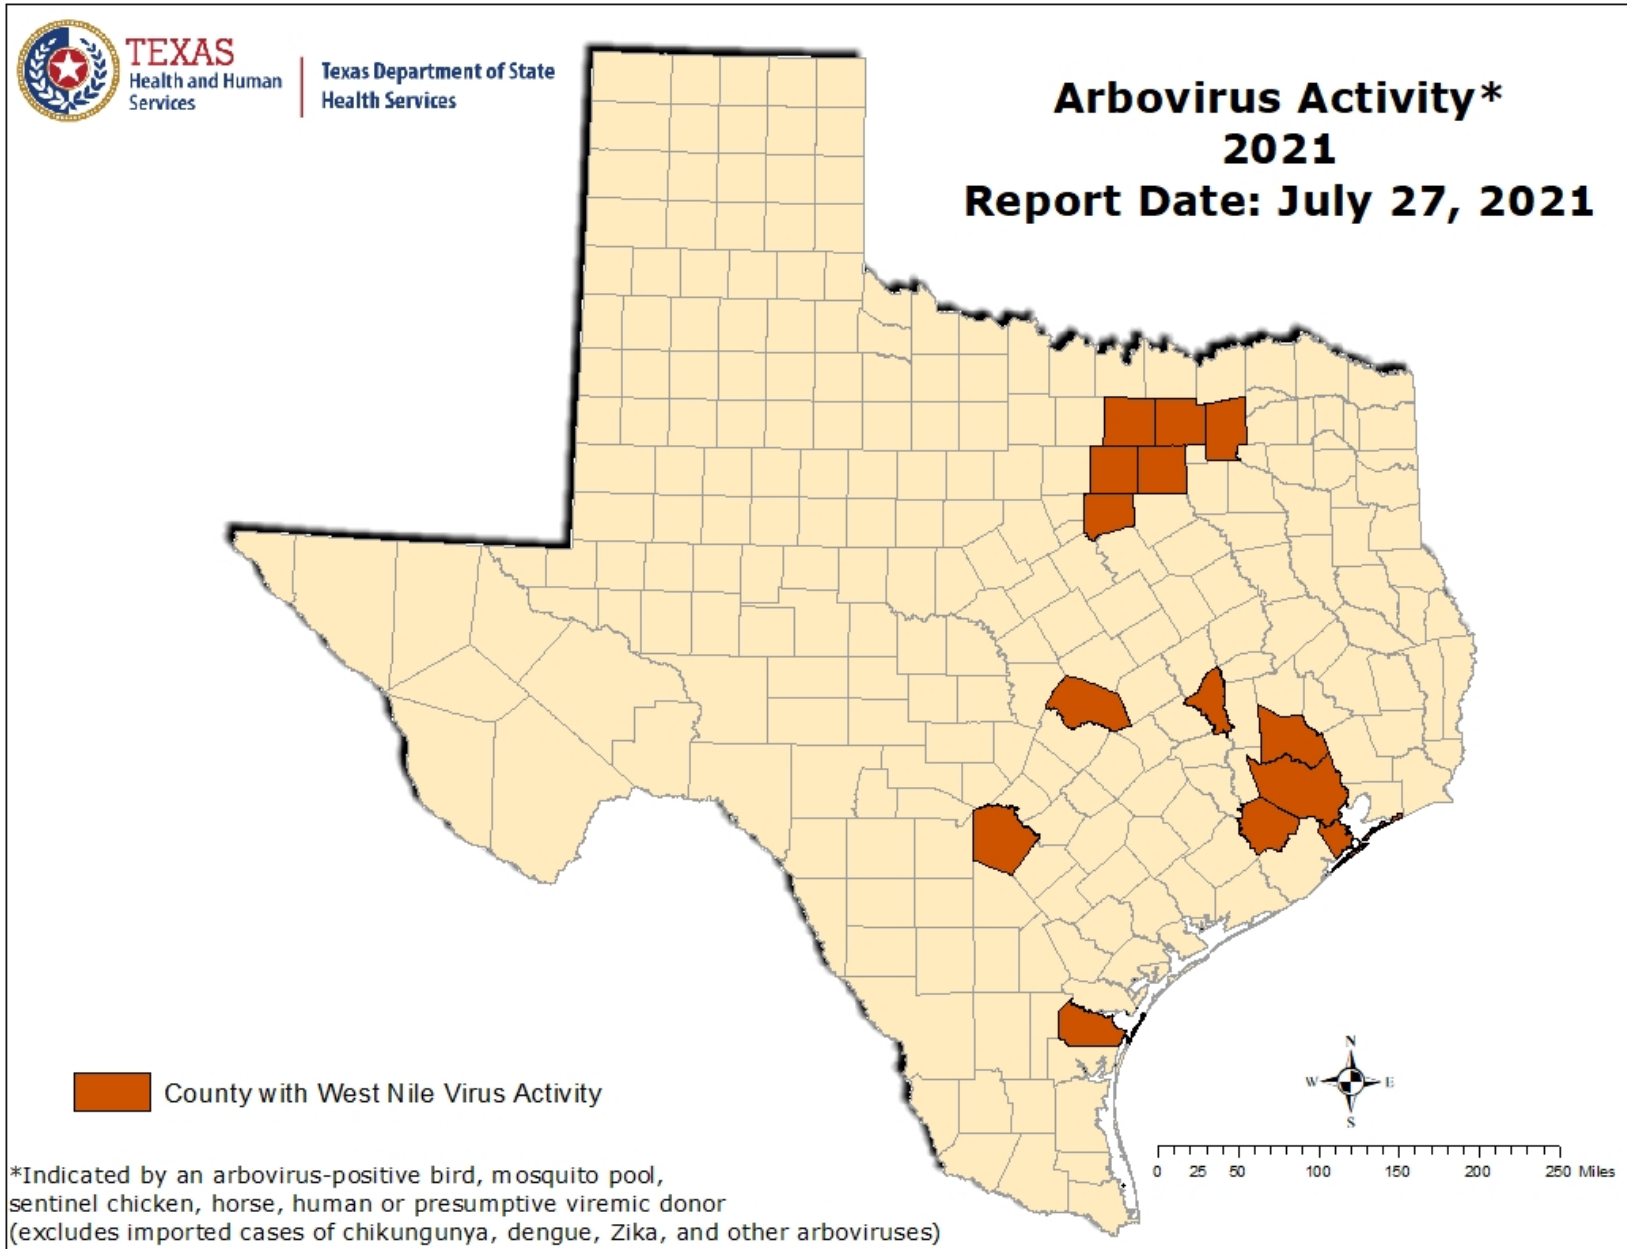 TEXAS
Health and Human
Services
Texas Department of State
Health Services
Arbovirus Activity*
2021
Report Date: July 27, 2021
County with West Nile Virus Activity
N
W E
S
0 25 50 100 150 200 250 Miles
*Indicated by an arbovirus-positive bird, mosquito pool,
sentinel chicken, horse, human or presumptive viremic donor
(excludes imported cases of chikungunya, dengue, Zika, and other arboviruses)